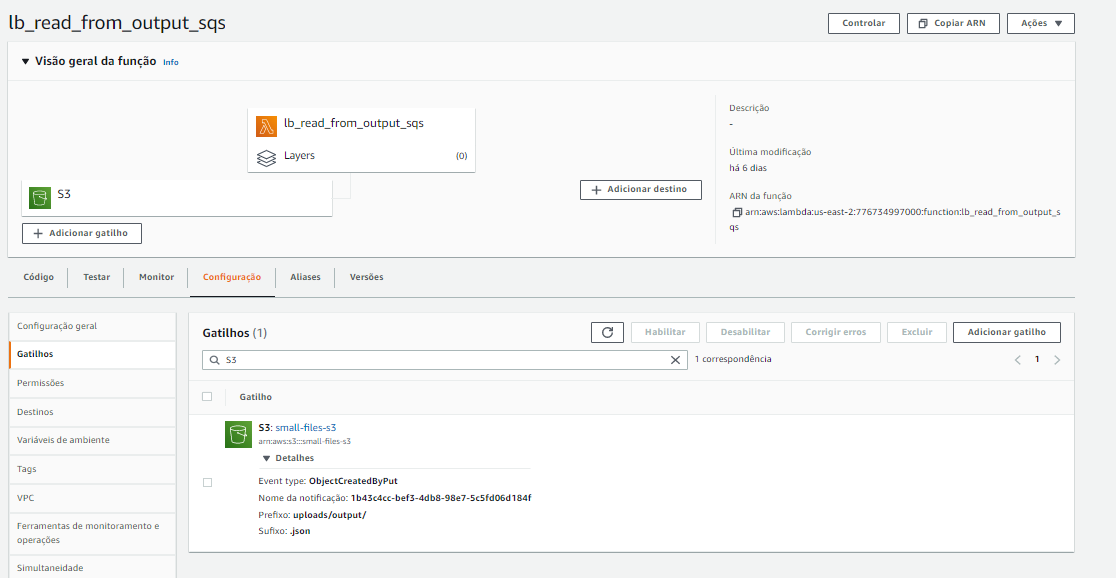 lb_read_from_output_sqs
Controlar
Copiar ARN
Ações
Visão geral da função Info
lb_read_from_output_sqs
Layers (0)
S3
Adicionar gatilho
Adicionar destino
Descrição
-
Última modificação
há 6 dias
ARN da função
arn:aws:lambda:us-east-2:776734997000:function:lb_read_from_output_s
qs
Código
Testar
Monitor
Configuração
Aliases
Versões
Configuração geral
Gatilhos
Permissões
Destinos
Variáveis de ambiente
Tags
VPC
Ferramentas de monitoramento e
operações
Simultaneidade
Gatilhos (1)
Habilitar
Desabilitar
Corrigir erros
Excluir
Adicionar gatilho
S3
1 correspondência
1
Gatilho
S3: small-files-s3
arn:aws:s3:::small-files-s3
Detalhes
Event type: ObjectCreatedByPut
Nome da notificação: 1b43c4cc-bef3-4db8-98e7-5c5fd06d184f
Prefixo: uploads/output/
Sufixo: .json